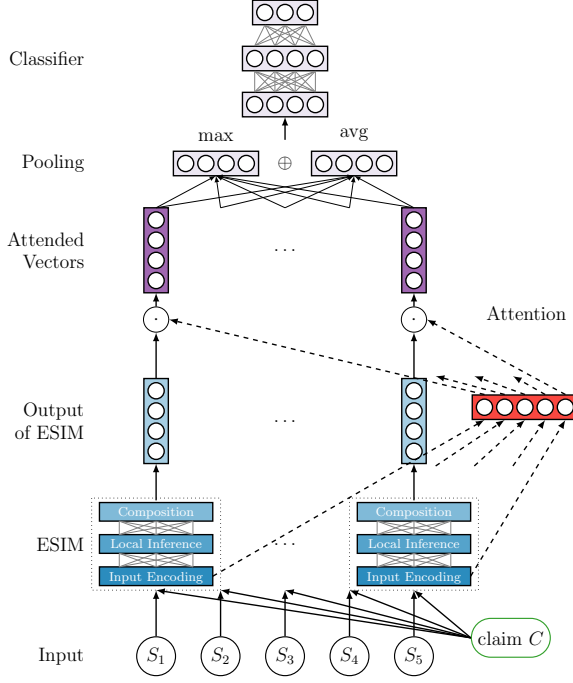 Classifier
max
avg
Pooling
⊕
Attended
Vectors
. . .
·
·
Attention
Output
of ESIM
. . .
ESIM
Composition
Local Inference
Input Encoding
. . .
Composition
Local Inference
Input Encoding
Input
S1
S2
S3
S4
S5
claim C